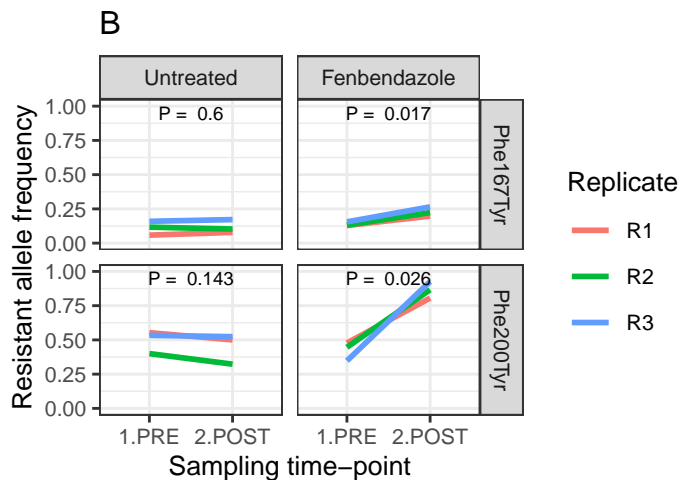 B
Untreated
Fenbendazole
P = 0.6
P = 0.017
Phe167Tyr
1.00
0.75
0.50
0.25
0.00
P = 0.143
P = 0.026
Phe200Tyr
1.00
0.75
0.50
0.25
0.00
Resistant allele frequency
1.PRE 2.POST
1.PRE 2.POST
Sampling time−point
Replicate
R1
R2
R3